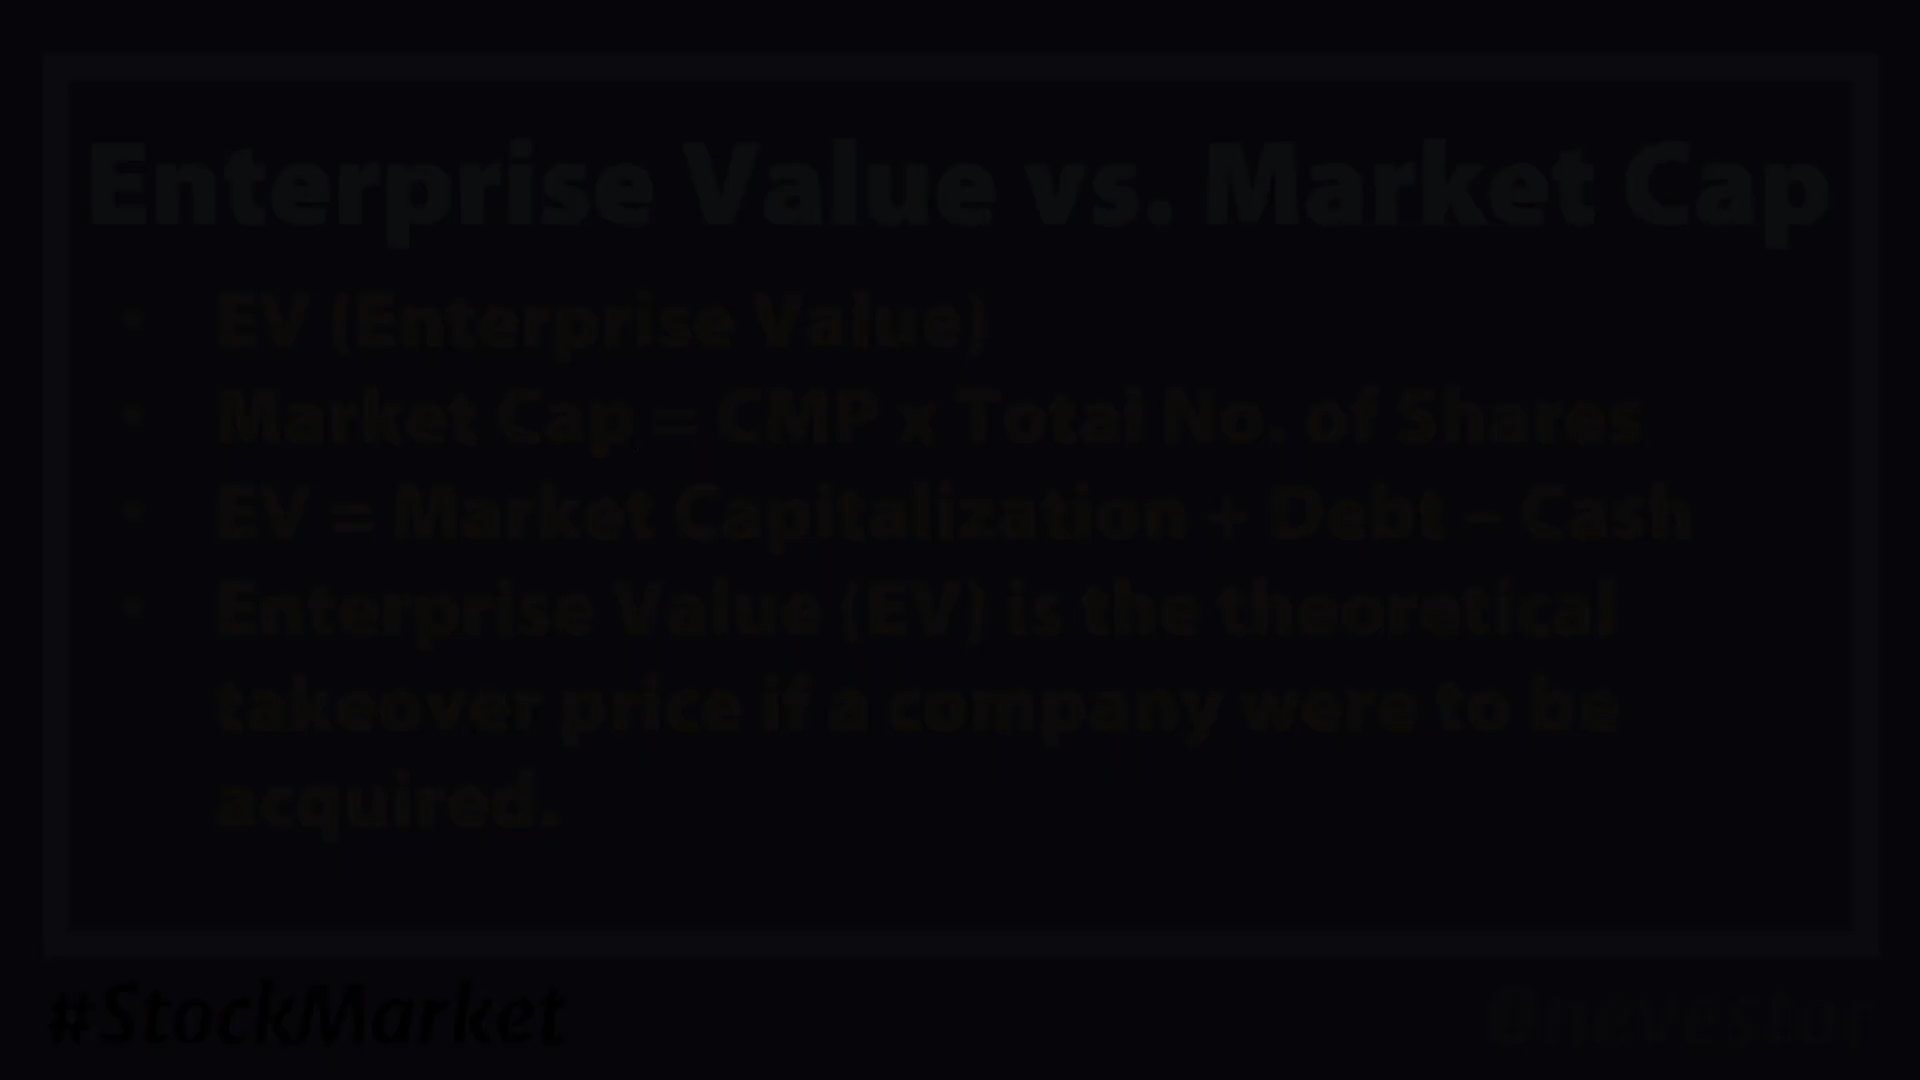 Enterprise Value vs. Market Cap
• EV (Enterprise Value)
• Market Cap = CMP x Total No. of Shares
• EV = Market Capitalization + Debt – Cash
• Enterprise Value (EV) is the theoretical
takeover price if a company were to be
acquired.
#StockMarket